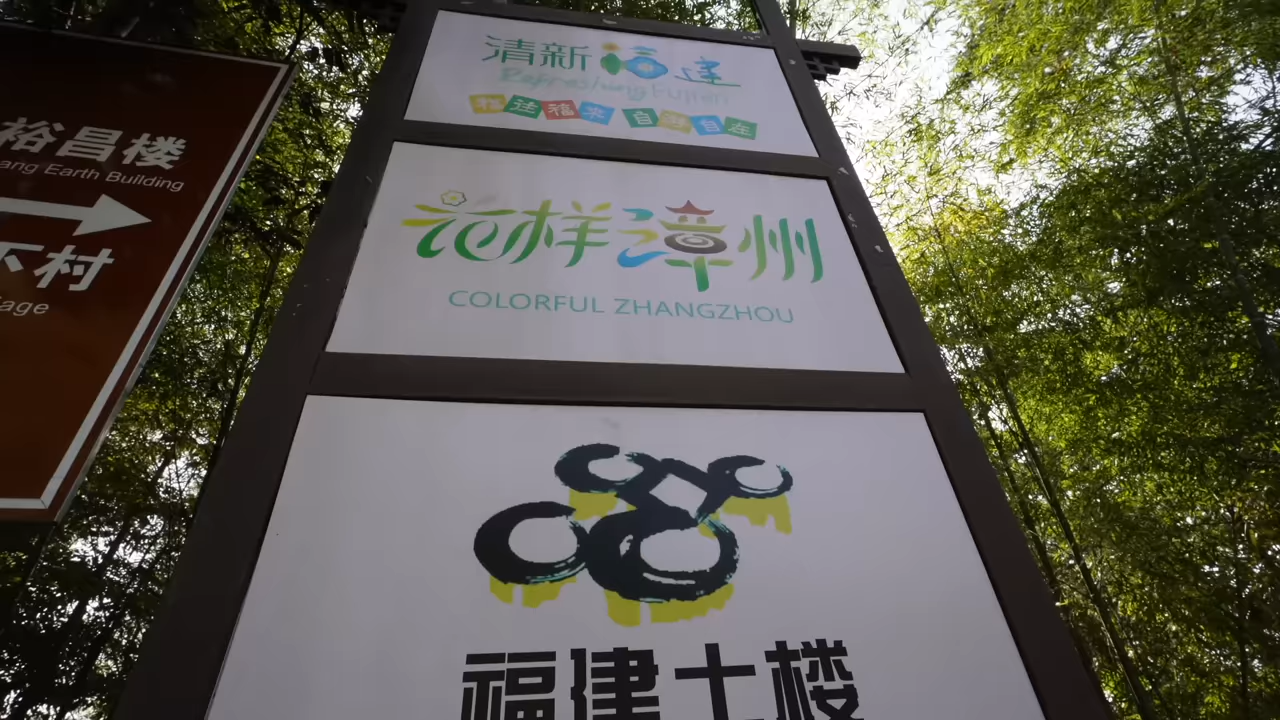 裕昌楼
ang Earth Building
下村
age
清新福建
Refreshing Fujian
福往福来 自游自在
花样漳州
COLORFUL ZHANGZHOU
福建土楼